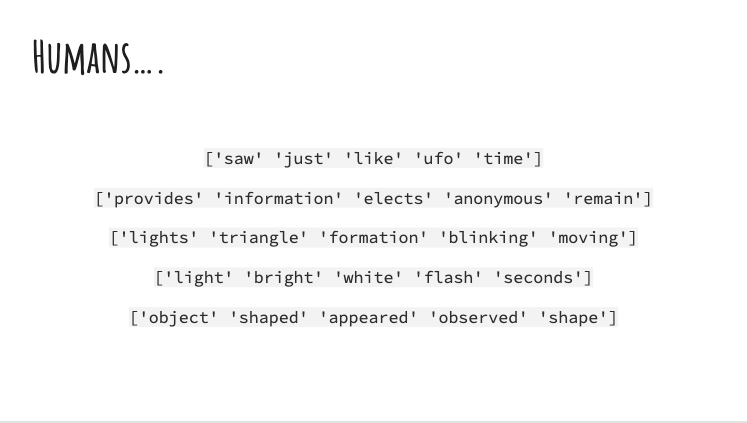 Humans….
['saw' 'just' 'like' 'ufo' 'time']
['provides' 'information' 'elects' 'anonymous' 'remain']
['lights' 'triangle' 'formation' 'blinking' 'moving']
['light' 'bright' 'white' 'flash' 'seconds']
['object' 'shaped' 'appeared' 'observed' 'shape']